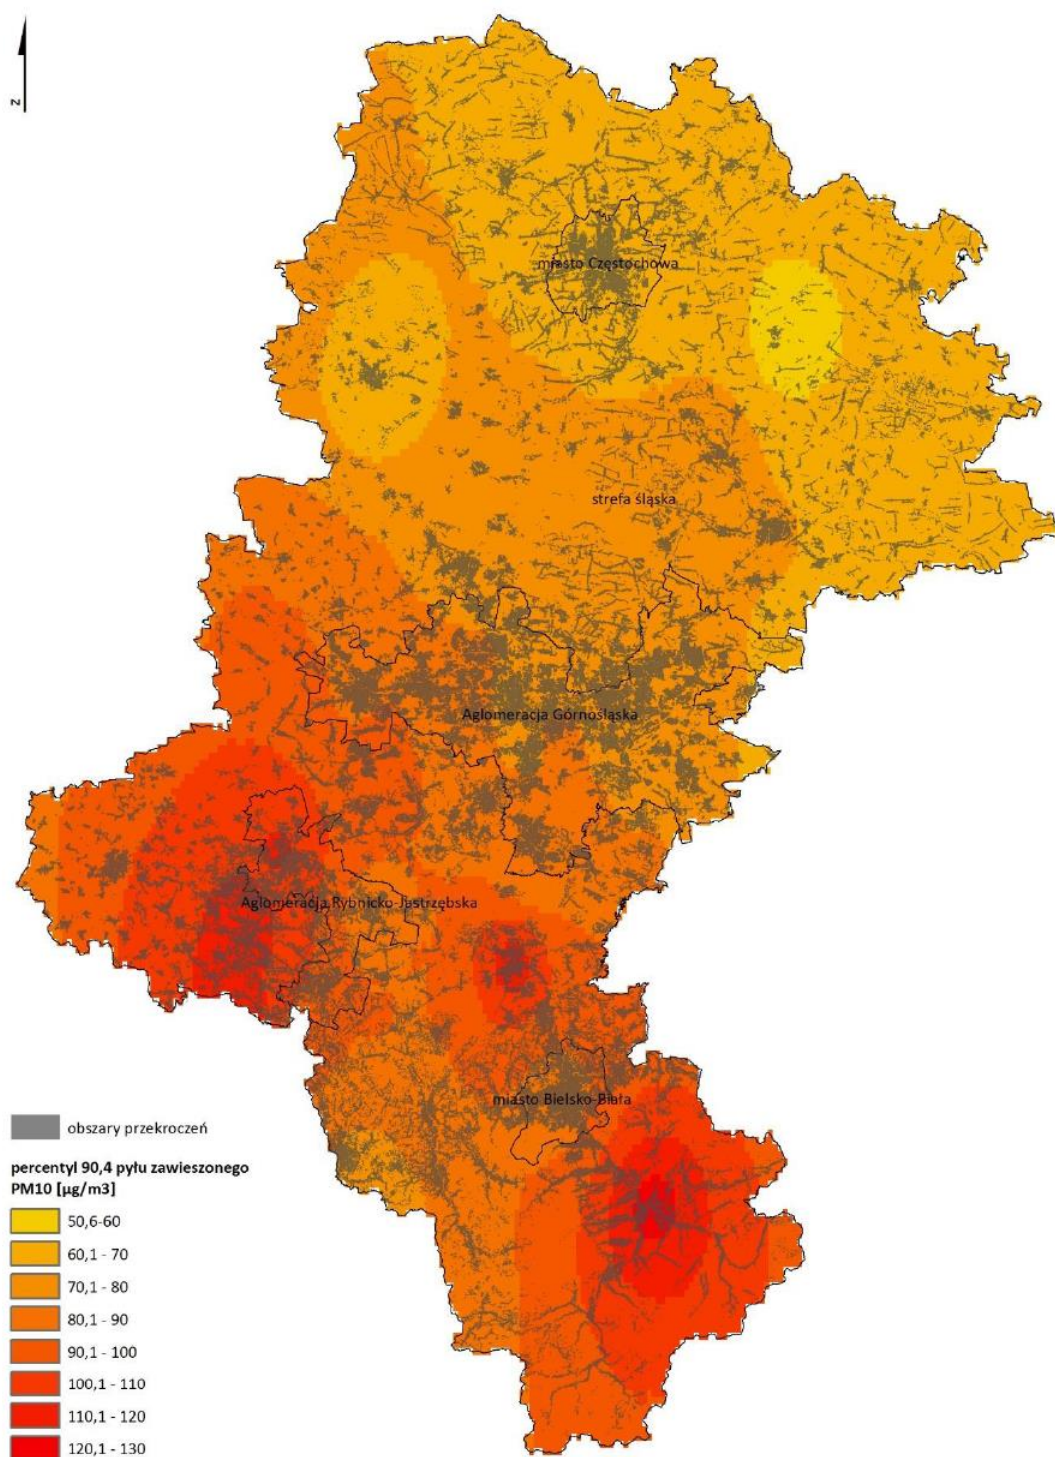 z
miasto Częstochowa
strefa śląska
Aglomeracja Górnośląska
Aglomeracja Rybnicko-Jastrzębska
miasto Bielsko-Biała
obszary przekroczeń
percentyl 90,4 pyłu zawieszonego
PM10 [µg/m3]
50,6-60
60,1 - 70
70,1 - 80
80,1 - 90
90,1 - 100
100,1 - 110
110,1 - 120
120,1 - 130